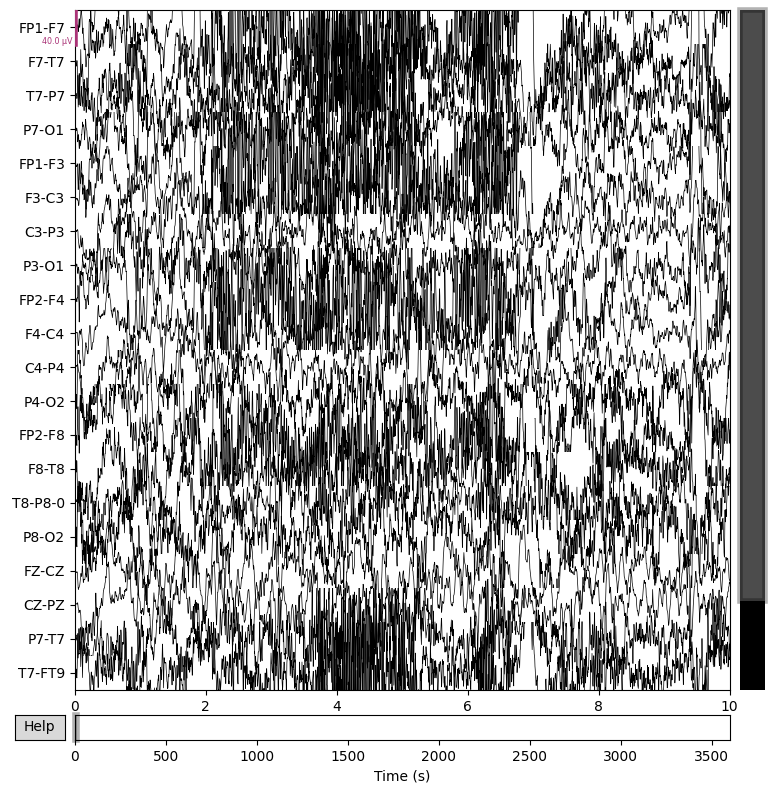 FP1-F7
40.0 µV
F7-T7
T7-P7
P7-O1
FP1-F3
F3-C3
C3-P3
P3-O1
FP2-F4
F4-C4
C4-P4
P4-O2
FP2-F8
F8-T8
T8-P8-0
P8-O2
FZ-CZ
CZ-PZ
P7-T7
T7-FT9
0 2 4 6 8 10
Help
0 500 1000 1500 2000 2500 3000 3500
Time (s)